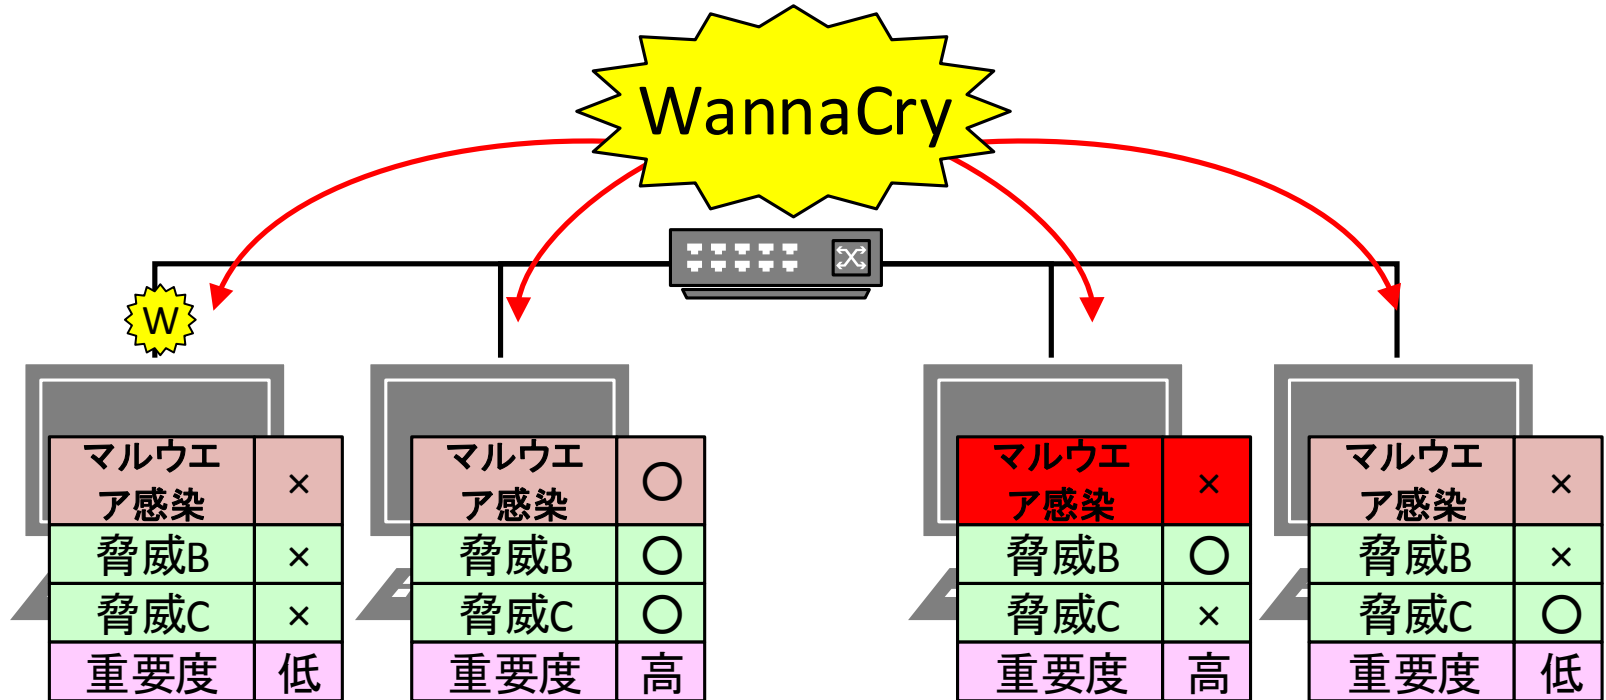 WannaCry
W
マルウエ
ア感染
×
脅威B
×
脅威C
×
重要度
低
マルウエ
ア感染
〇
脅威B
〇
脅威C
〇
重要度
高
マルウエ
ア感染
×
脅威B
〇
脅威C
×
重要度
高
マルウエ
ア感染
×
脅威B
×
脅威C
〇
重要度
低